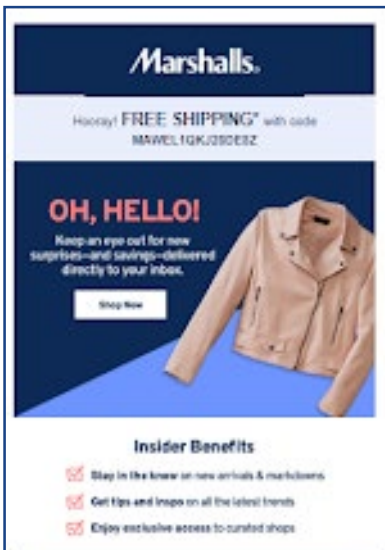 Marshalls
Hooray! FREE SHIPPING* with code
OH, HELLO!
Keep an eye out for new
surprises—and savings—delivered
directly to your inbox.
Shop Now
Insider Benefits
Stay in the know on new arrivals & markdowns
Get tips and inspo on all the latest trends
Enjoy exclusive access to curated shops